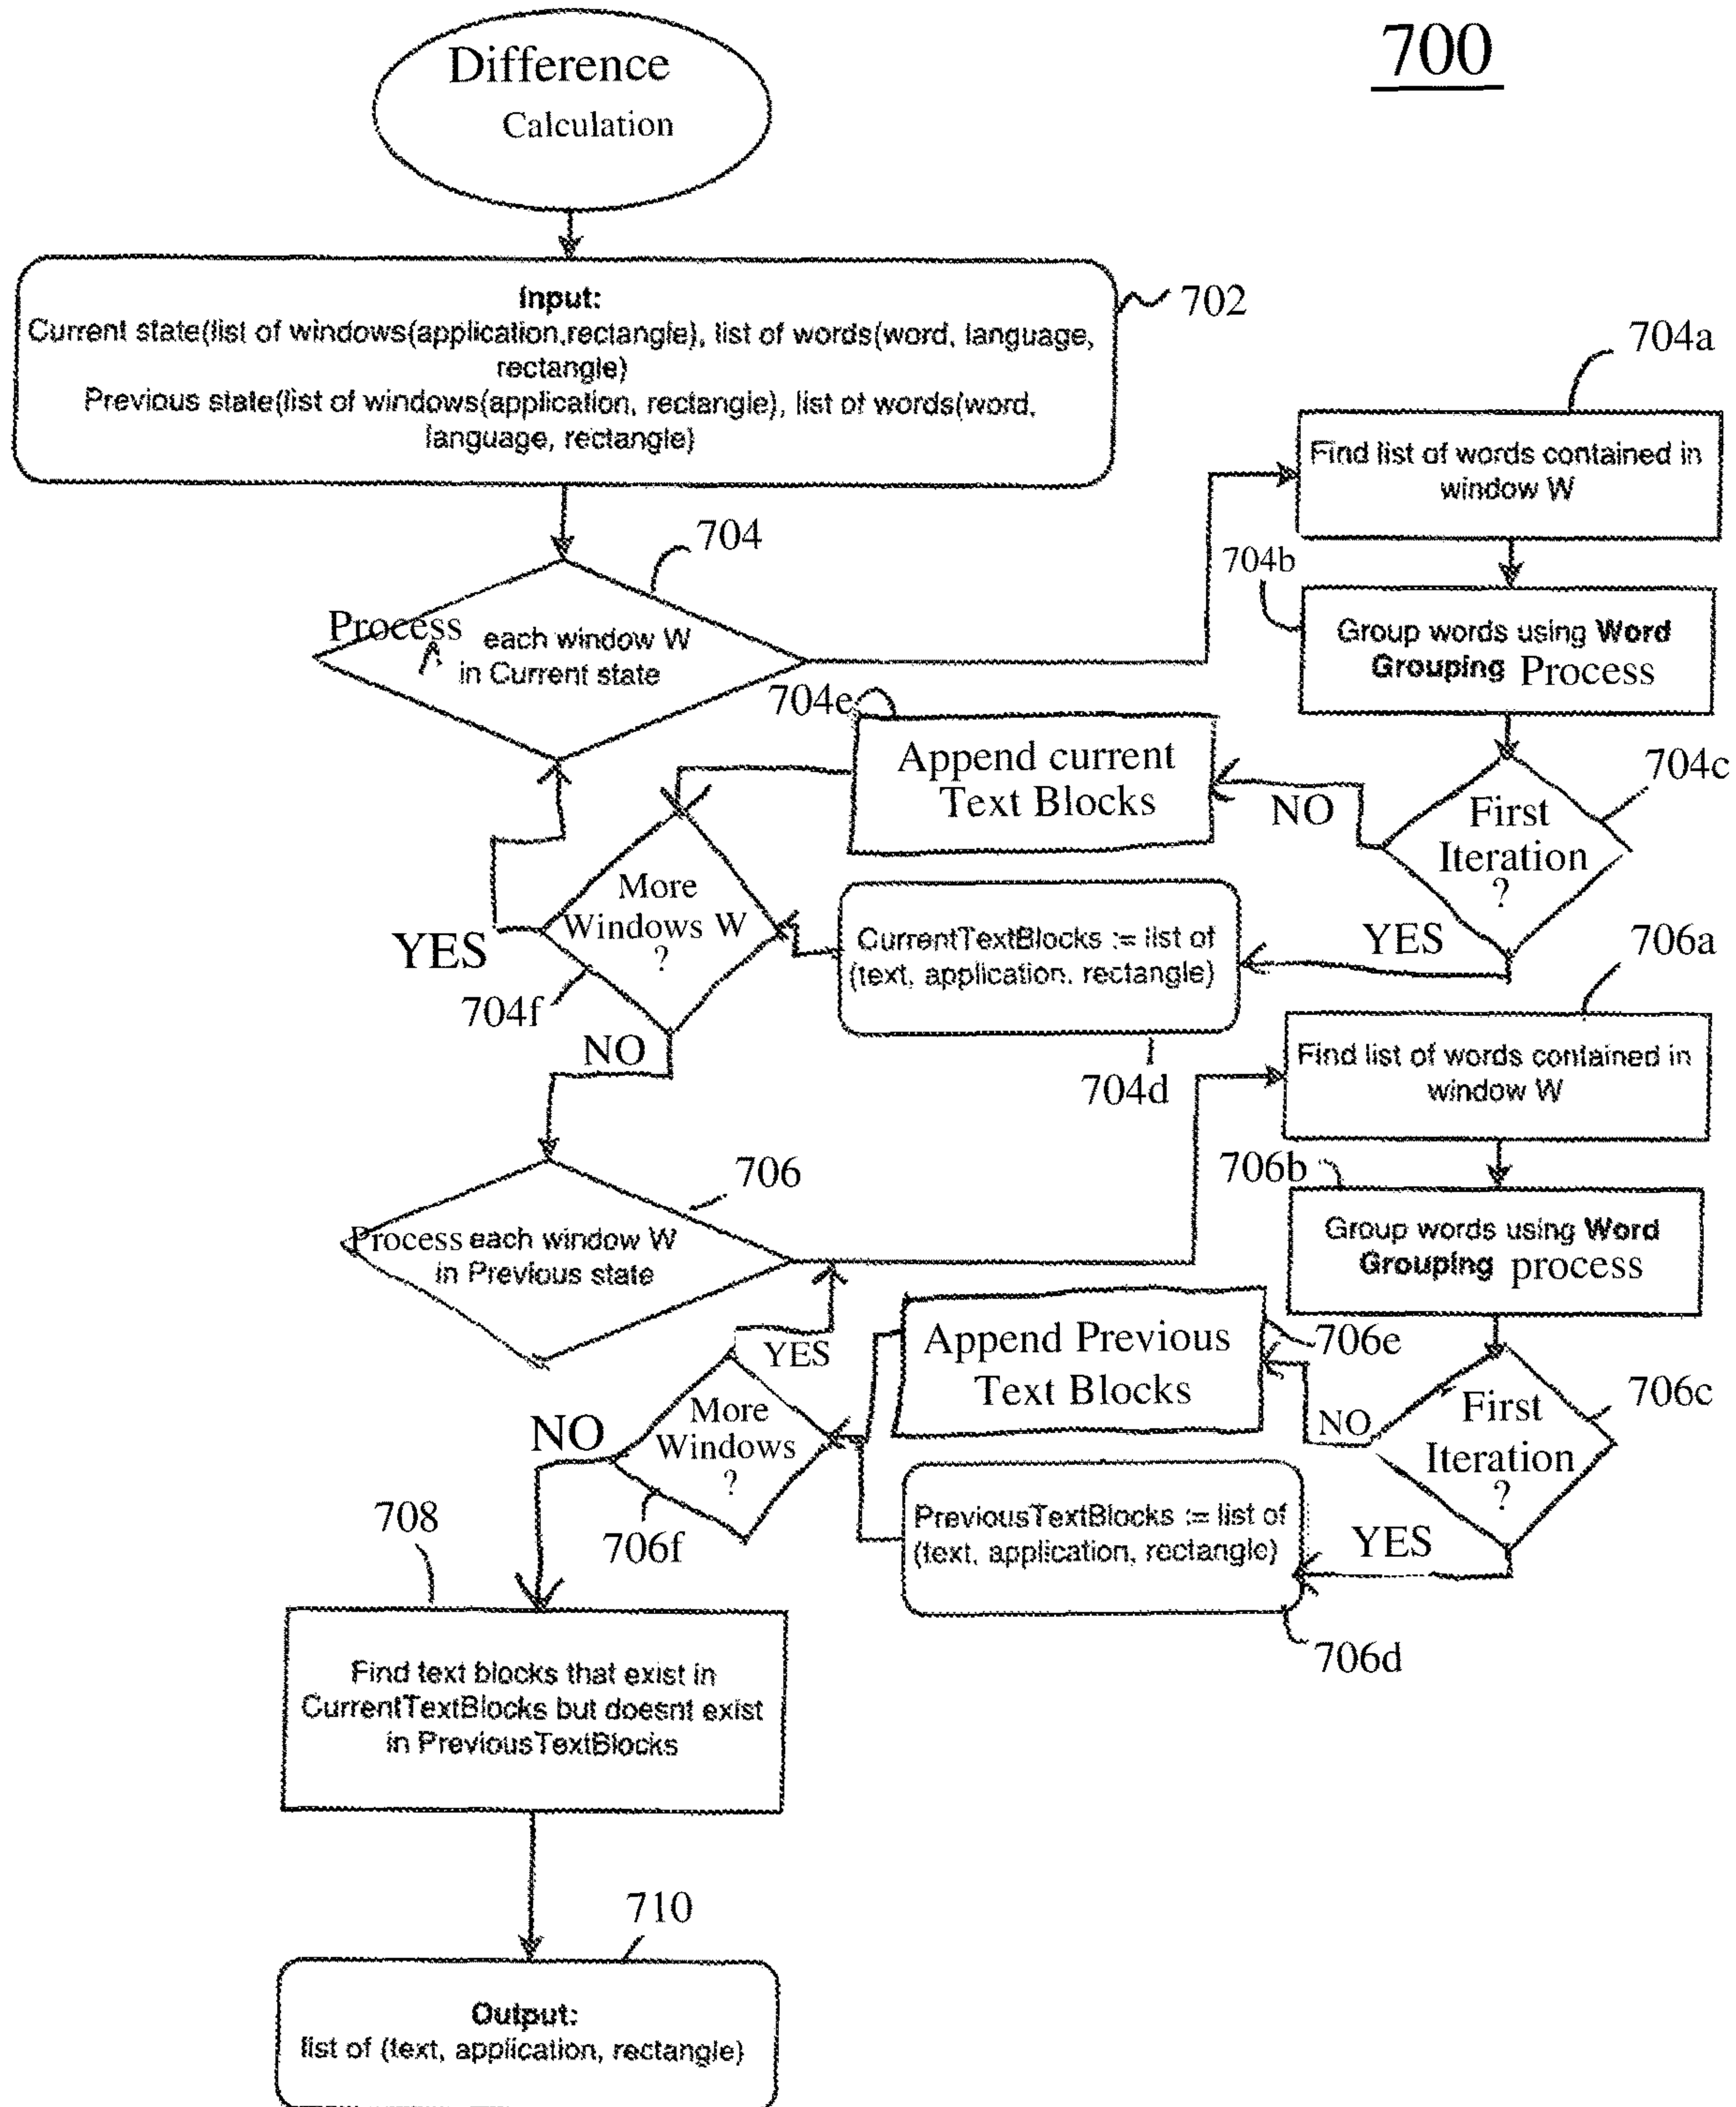 700
Difference
Calculation
Input:
Current state(list of windows(application,rectangle), list of words(word, language,
rectangle)
Previous state(list of windows(application, rectangle), list of words(word,
language, rectangle)
702
704
Process each window W
in Current state
704a
Find list of words contained in
window W
704b
Group words using Word
Grouping Process
704c
First
Iteration
?
NO
YES
704e
Append current
Text Blocks
CurrentTextBlocks := list of
(text, application, rectangle)
704d
More
Windows W
?
YES
704f
NO
706
Process each window W
in Previous state
706a
Find list of words contained in
window W
706b
Group words using Word
Grouping process
706c
First
Iteration
?
NO
YES
706e
Append Previous
Text Blocks
PreviousTextBlocks := list of
(text, application, rectangle)
706d
More
Windows
?
YES
NO
706f
708
Find text blocks that exist in
CurrentTextBlocks but doesnt exist
in PreviousTextBlocks
710
Output:
list of (text, application, rectangle)